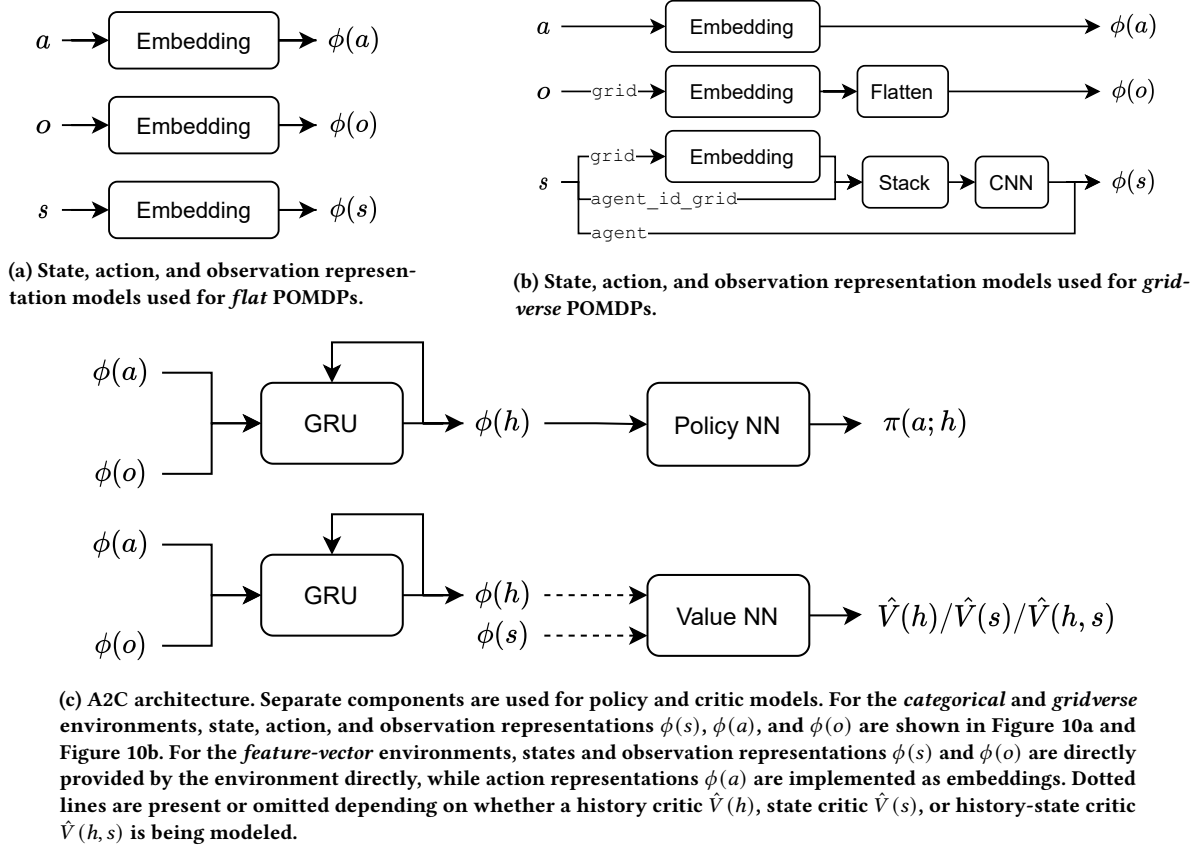 a Embedding ϕ(a)
o Embedding ϕ(o)
s Embedding ϕ(s)
(a) State, action, and observation represen-
tation models used for flat POMDPs.
a Embedding ϕ(a)
o grid Embedding Flatten ϕ(o)
grid Embedding
s Stack CNN ϕ(s)
agent_id_grid
agent
(b) State, action, and observation representation models used for grid-
verse POMDPs.
ϕ(a)
GRU ϕ(h) Policy NN π(a; h)
ϕ(o)
ϕ(a)
GRU ϕ(h)
ϕ(s) Value NN V̂(h)/V̂(s)/V̂(h, s)
ϕ(o)
(c) A2C architecture. Separate components are used for policy and critic models. For the categorical and gridverse
environments, state, action, and observation representations ϕ(s), ϕ(a), and ϕ(o) are shown in Figure 10a and
Figure 10b. For the feature-vector environments, states and observation representations ϕ(s) and ϕ(o) are directly
provided by the environment directly, while action representations ϕ(a) are implemented as embeddings. Dotted
lines are present or omitted depending on whether a history critic V̂(h), state critic V̂(s), or history-state critic
V̂(h, s) is being modeled.